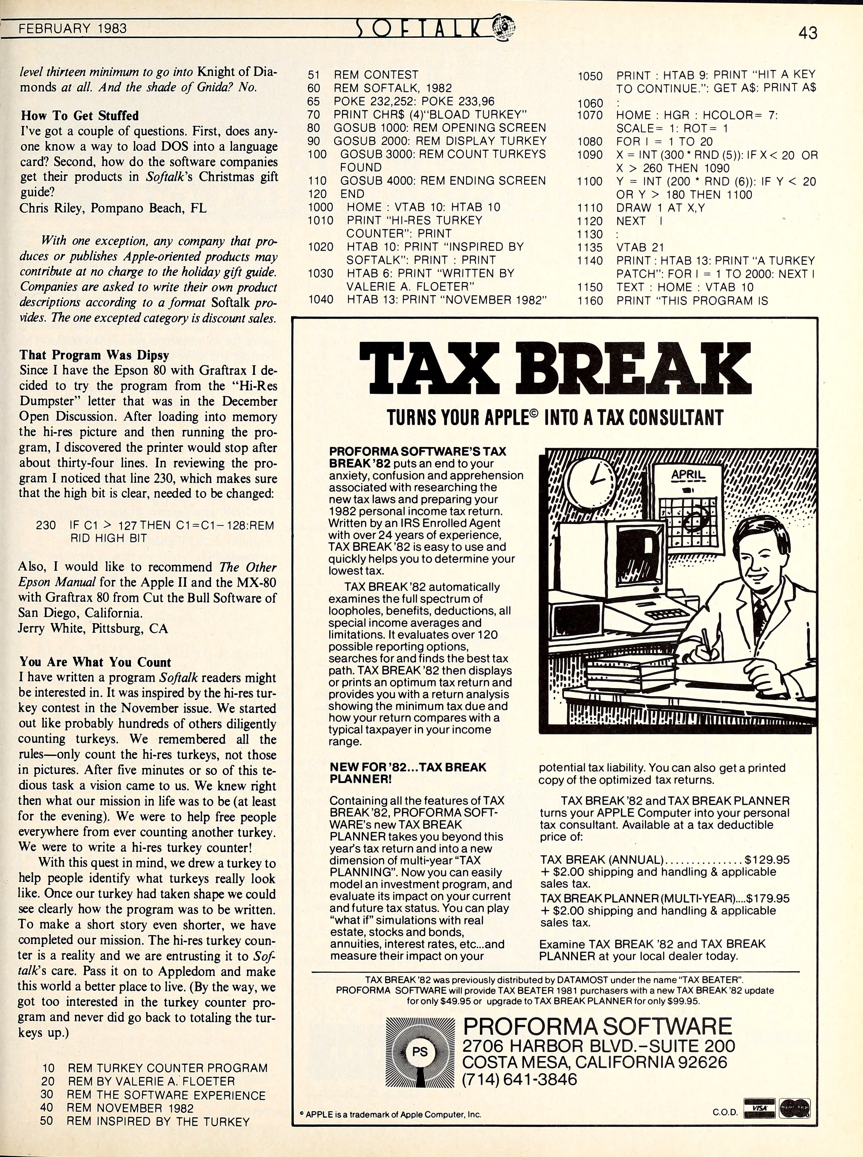 FEBRUARY 1983
SOFTALK
43
level thirteen minimum to go into Knight of Dia-
monds at all. And the shade of Gnida? No.
How To Get Stuffed
I've got a couple of questions. First, does any-
one know a way to load DOS into a language
card? Second, how do the software companies
get their products in Softalk's Christmas gift
guide?
Chris Riley, Pompano Beach, FL
With one exception, any company that pro-
duces or publishes Apple-oriented products may
contribute at no charge to the holiday gift guide.
Companies are asked to write their own product
descriptions according to a format Softalk pro-
vides. The one excepted category is discount sales.
That Program Was Dipsy
Since I have the Epson 80 with Graftrax I de-
cided to try the program from the "Hi-Res
Dumpster" letter that was in the December
Open Discussion. After loading into memory
the hi-res picture and then running the pro-
gram, I discovered the printer would stop after
about thirty-four lines. In reviewing the pro-
gram I noticed that line 230, which makes sure
that the high bit is clear, needed to be changed:
230 IF C1 > 127 THEN C1=C1-128:REM
RID HIGH BIT
Also, I would like to recommend The Other
Epson Manual for the Apple II and the MX-80
with Graftrax 80 from Cut the Bull Software of
San Diego, California.
Jerry White, Pittsburg, CA
You Are What You Count
I have written a program Softalk readers might
be interested in. It was inspired by the hi-res tur-
key contest in the November issue. We started
out like probably hundreds of others diligently
counting turkeys. We remembered all the
rules—only count the hi-res turkeys, not those
in pictures. After five minutes or so of this te-
dious task a vision came to us. We knew right
then what our mission in life was to be (at least
for the evening). We were to help free people
everywhere from ever counting another turkey.
We were to write a hi-res turkey counter!
With this quest in mind, we drew a turkey to
help people identify what turkeys really look
like. Once our turkey had taken shape we could
see clearly how the program was to be written.
To make a short story even shorter, we have
completed our mission. The hi-res turkey coun-
ter is a reality and we are entrusting it to Sof-
talk's care. Pass it on to Appledom and make
this world a better place to live. (By the way, we
got too interested in the turkey counter pro-
gram and never did go back to totaling the tur-
keys up.)
10 REM TURKEY COUNTER PROGRAM
20 REM BY VALERIE A. FLOETER
30 REM THE SOFTWARE EXPERIENCE
40 REM NOVEMBER 1982
50 REM INSPIRED BY THE TURKEY
51 REM CONTEST
60 REM SOFTALK, 1982
65 POKE 232,252: POKE 233,96
70 PRINT CHR$ (4)"BLOAD TURKEY"
80 GOSUB 1000: REM OPENING SCREEN
90 GOSUB 2000: REM DISPLAY TURKEY
100 GOSUB 3000: REM COUNT TURKEYS
FOUND
110 GOSUB 4000: REM ENDING SCREEN
120 END
1000 HOME : VTAB 10: HTAB 10
1010 PRINT "HI-RES TURKEY
COUNTER": PRINT
1020 HTAB 10: PRINT "INSPIRED BY
SOFTALK": PRINT : PRINT
1030 HTAB 6: PRINT "WRITTEN BY
VALERIE A. FLOETER"
1040 HTAB 13: PRINT "NOVEMBER 1982"
1050 PRINT : HTAB 9: PRINT "HIT A KEY
TO CONTINUE.": GET A$: PRINT A$
1060 :
1070 HOME : HGR : HCOLOR= 7:
SCALE= 1: ROT= 1
1080 FOR I = 1 TO 20
1090 X = INT (300 * RND (5)): IF X < 20 OR
X > 260 THEN 1090
1100 Y = INT (200 * RND (6)): IF Y < 20
OR Y > 180 THEN 1100
1110 DRAW 1 AT X,Y
1120 NEXT I
1130 :
1135 VTAB 21
1140 PRINT : HTAB 13: PRINT "A TURKEY
PATCH": FOR I = 1 TO 2000: NEXT I
1150 TEXT : HOME : VTAB 10
1160 PRINT "THIS PROGRAM IS
TAX BREAK
TURNS YOUR APPLE© INTO A TAX CONSULTANT
PROFORMA SOFTWARE'S TAX
BREAK '82 puts an end to your
anxiety, confusion and apprehension
associated with researching the
new tax laws and preparing your
1982 personal income tax return.
Written by an IRS Enrolled Agent
with over 24 years of experience,
TAX BREAK '82 is easy to use and
quickly helps you to determine your
lowest tax.
TAX BREAK '82 automatically
examines the full spectrum of
loopholes, benefits, deductions, all
special income averages and
limitations. It evaluates over 120
possible reporting options,
searches for and finds the best tax
path. TAX BREAK '82 then displays
or prints an optimum tax return and
provides you with a return analysis
showing the minimum tax due and
how your return compares with a
typical taxpayer in your income
range.
APRIL
NEW FOR '82...TAX BREAK
PLANNER!
Containing all the features of TAX
BREAK '82, PROFORMA SOFT-
WARE's new TAX BREAK
PLANNER takes you beyond this
year's tax return and into a new
dimension of multi-year "TAX
PLANNING". Now you can easily
model an investment program, and
evaluate its impact on your current
and future tax status. You can play
"what if" simulations with real
estate, stocks and bonds,
annuities, interest rates, etc...and
measure their impact on your
potential tax liability. You can also get a printed
copy of the optimized tax returns.
TAX BREAK '82 and TAX BREAK PLANNER
turns your APPLE Computer into your personal
tax consultant. Available at a tax deductible
price of:
TAX BREAK (ANNUAL)...............$129.95
+ $2.00 shipping and handling & applicable
sales tax.
TAX BREAK PLANNER (MULTI-YEAR)....$179.95
+ $2.00 shipping and handling & applicable
sales tax.
Examine TAX BREAK '82 and TAX BREAK
PLANNER at your local dealer today.
TAX BREAK '82 was previously distributed by DATAMOST under the name "TAX BEATER".
PROFORMA SOFTWARE will provide TAX BEATER 1981 purchasers with a new TAX BREAK '82 update
for only $49.95 or upgrade to TAX BREAK PLANNER for only $99.95.
PS
PROFORMA SOFTWARE
2706 HARBOR BLVD.–SUITE 200
COSTA MESA, CALIFORNIA 92626
(714) 641-3846
© APPLE is a trademark of Apple Computer, Inc.
C.O.D.
VISA